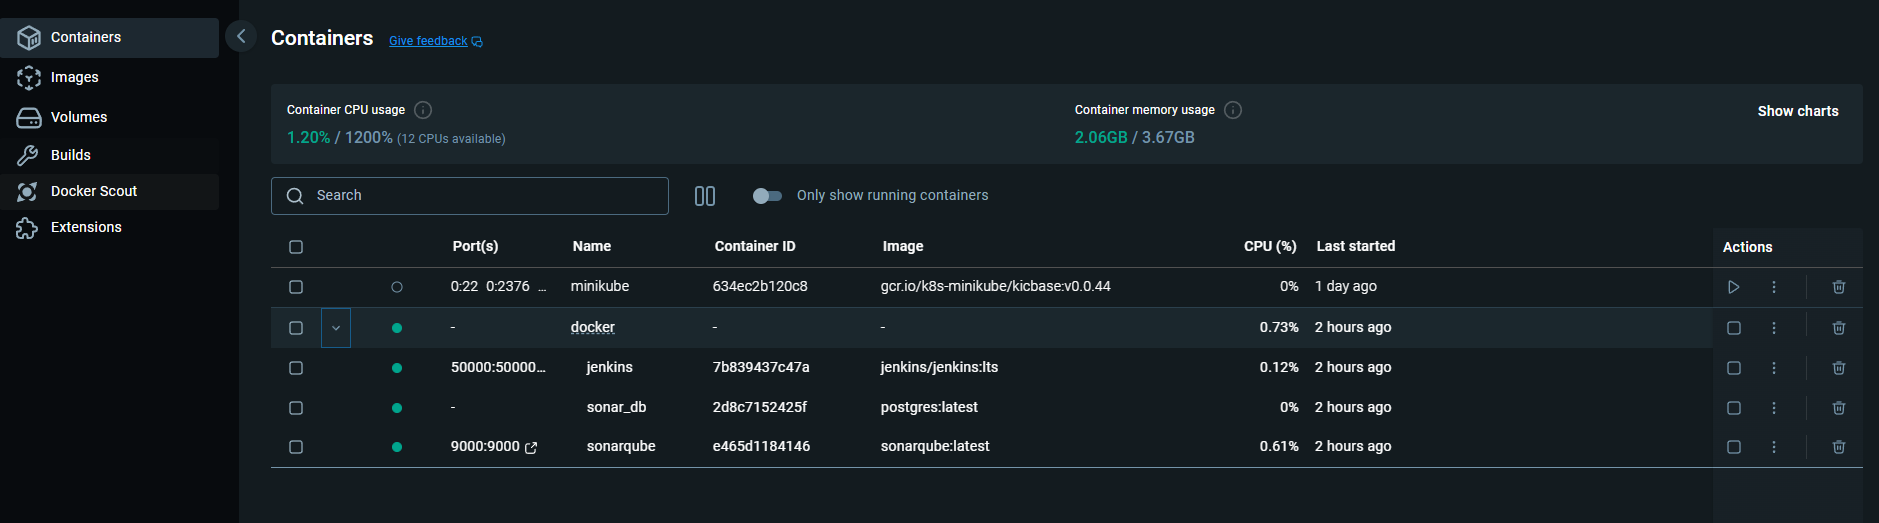 Containers
Images
Volumes
Builds
Docker Scout
Extensions
Containers Give feedback
Container CPU usage
1.20% / 1200% (12 CPUs available)
Container memory usage
2.06GB / 3.67GB
Show charts
Search
Only show running containers
Port(s) Name Container ID Image CPU (%) Last started Actions
0:22 0:2376 ... minikube 634ec2b120c8 gcr.io/k8s-minikube/kicbase:v0.0.44 0% 1 day ago
- docker - - 0.73% 2 hours ago
50000:50000... jenkins 7b839437c47a jenkins/jenkins:lts 0.12% 2 hours ago
- sonar_db 2d8c7152425f postgres:latest 0% 2 hours ago
9000:9000 sonarqube e465d1184146 sonarqube:latest 0.61% 2 hours ago